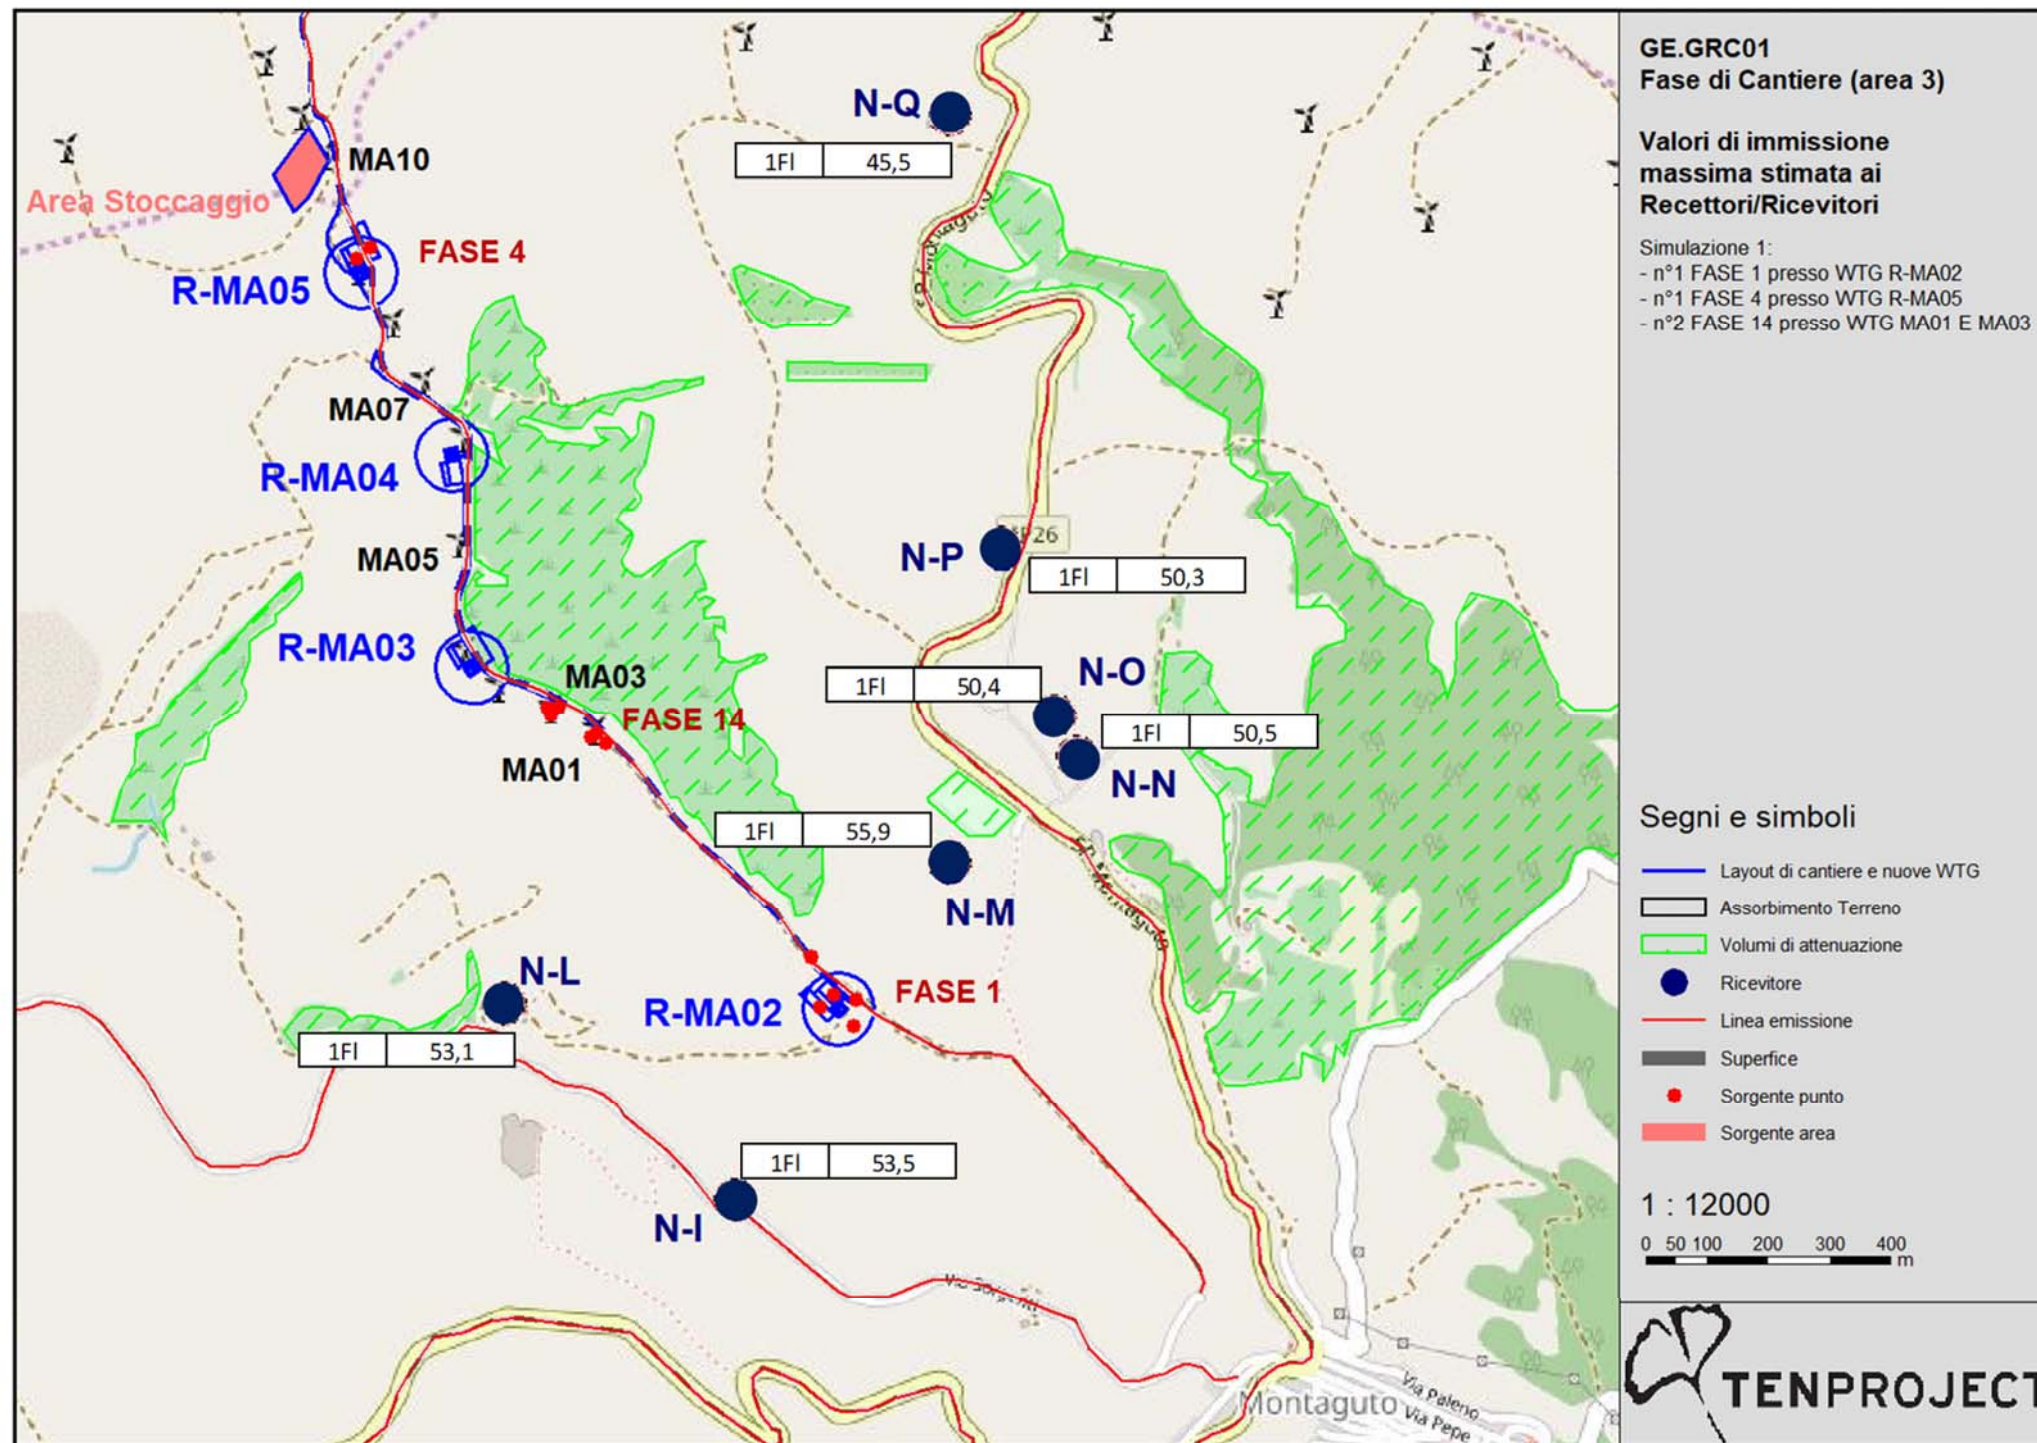 GE.GRC01
Fase di Cantiere (area 3)
Valori di immissione
massima stimata ai
Recettori/Ricevitori
Simulazione 1:
- n°1 FASE 1 presso WTG R-MA02
- n°1 FASE 4 presso WTG R-MA05
- n°2 FASE 14 presso WTG MA01 E MA03
N-Q
1Fl 45,5
MA10
Area Stoccaggio
FASE 4
R-MA05
MA07
R-MA04
MA05
N-P
1Fl 50,3
R-MA03
MA03
1Fl 50,4
N-O
FASE 14
1Fl 50,5
MA01
N-N
1Fl 55,9
N-M
N-L
FASE 1
R-MA02
1Fl 53,1
1Fl 53,5
N-I
Via Sorgenti
Montaguto
Via Paleno
Via Pepe
Segni e simboli
Layout di cantiere e nuove WTG
Assorbimento Terreno
Volumi di attenuazione
Ricevitore
Linea emissione
Superfice
Sorgente punto
Sorgente area
1 : 12000
0 50 100 200 300 400
m
TENPROJECT